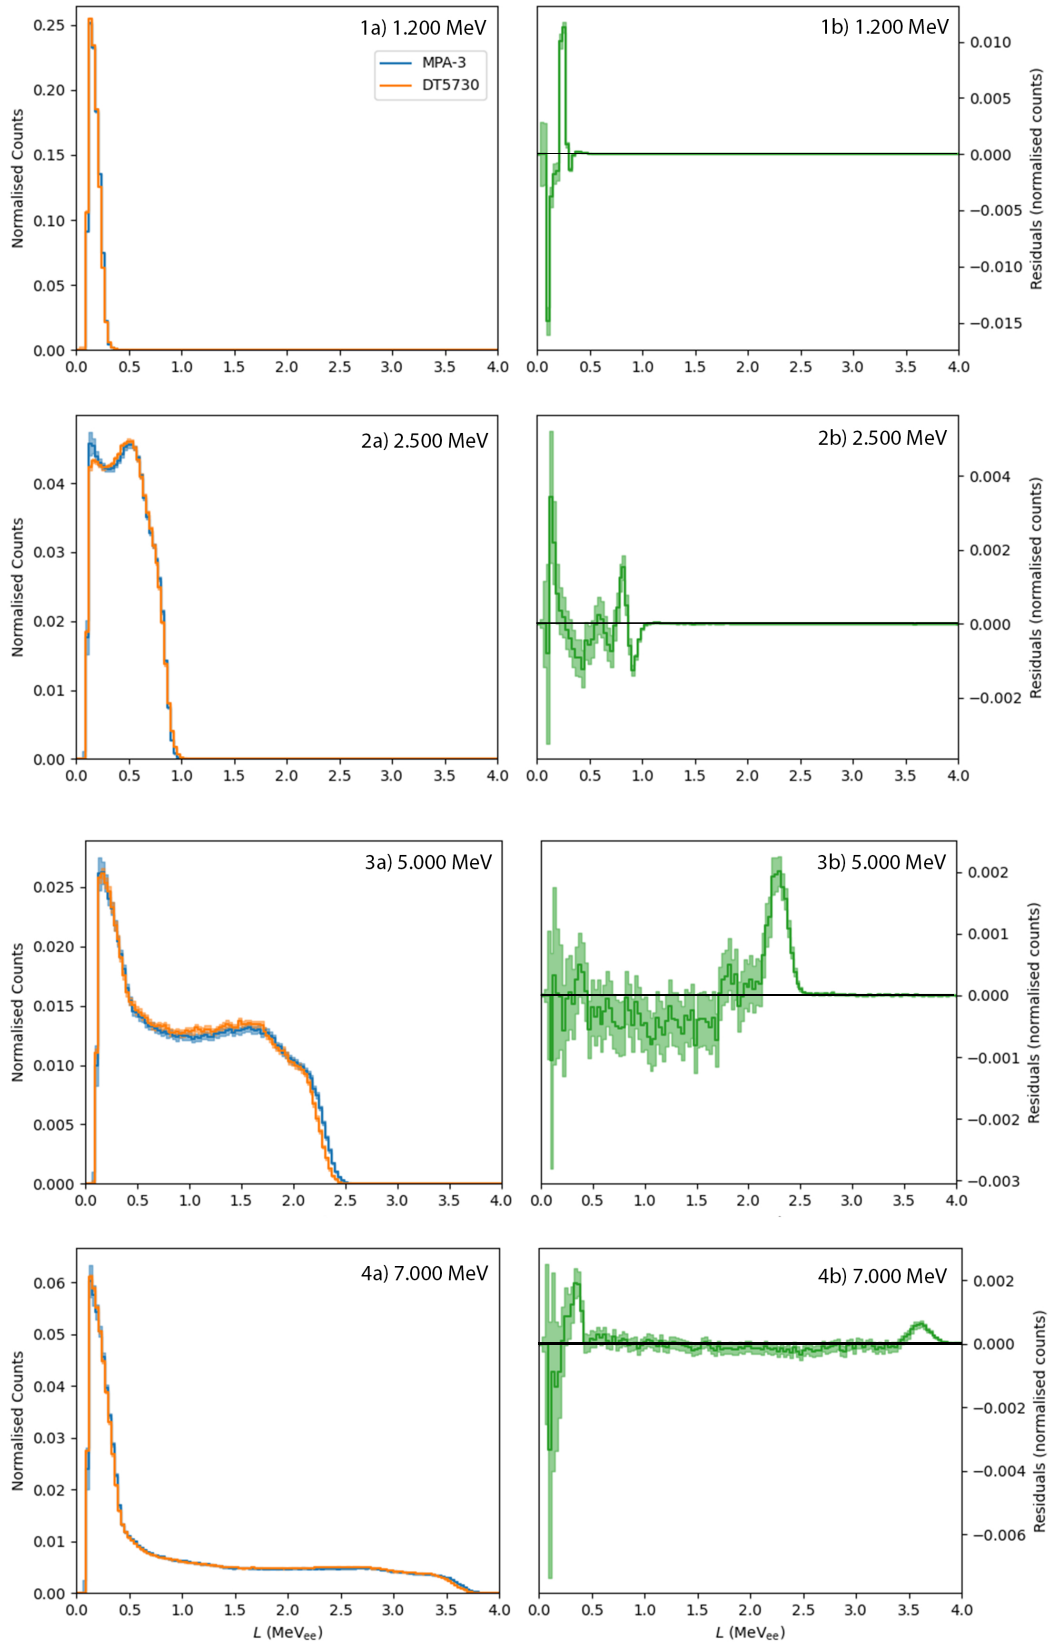 1a) 1.200 MeV
MPA-3
DT5730
Normalised Counts
0.25
0.20
0.15
0.10
0.05
0.00
0.0 0.5 1.0 1.5 2.0 2.5 3.0 3.5 4.0
1b) 1.200 MeV
0.010
0.005
0.000
−0.005
−0.010
−0.015
Residuals (normalised counts)
0.0 0.5 1.0 1.5 2.0 2.5 3.0 3.5 4.0
2a) 2.500 MeV
Normalised Counts
0.04
0.03
0.02
0.01
0.00
0.0 0.5 1.0 1.5 2.0 2.5 3.0 3.5 4.0
2b) 2.500 MeV
0.004
0.002
0.000
−0.002
Residuals (normalised counts)
0.0 0.5 1.0 1.5 2.0 2.5 3.0 3.5 4.0
3a) 5.000 MeV
Normalised Counts
0.025
0.020
0.015
0.010
0.005
0.000
0.0 0.5 1.0 1.5 2.0 2.5 3.0 3.5 4.0
3b) 5.000 MeV
0.002
0.001
0.000
−0.001
−0.002
−0.003
Residuals (normalised counts)
0.0 0.5 1.0 1.5 2.0 2.5 3.0 3.5 4.0
4a) 7.000 MeV
Normalised Counts
0.06
0.05
0.04
0.03
0.02
0.01
0.00
0.0 0.5 1.0 1.5 2.0 2.5 3.0 3.5 4.0
L (MeVee)
4b) 7.000 MeV
0.002
0.000
−0.002
−0.004
−0.006
Residuals (normalised counts)
0.0 0.5 1.0 1.5 2.0 2.5 3.0 3.5 4.0
L (MeVee)